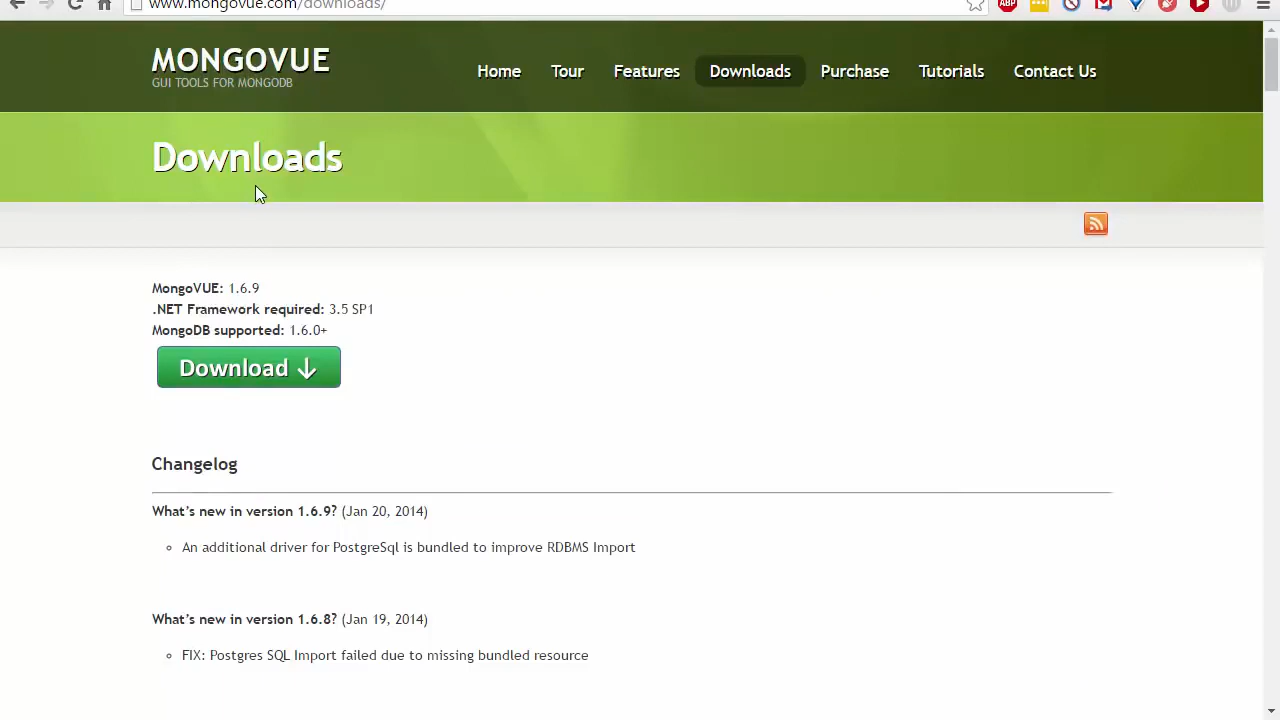 www.mongovue.com/downloads/
ABP
MONGOVUE
GUI TOOLS FOR MONGODB
Home Tour Features Downloads Purchase Tutorials Contact Us
Downloads
MongoVUE: 1.6.9
.NET Framework required: 3.5 SP1
MongoDB supported: 1.6.0+
Download ↓
Changelog
What's new in version 1.6.9? (Jan 20, 2014)
An additional driver for PostgreSql is bundled to improve RDBMS Import
What's new in version 1.6.8? (Jan 19, 2014)
FIX: Postgres SQL Import failed due to missing bundled resource